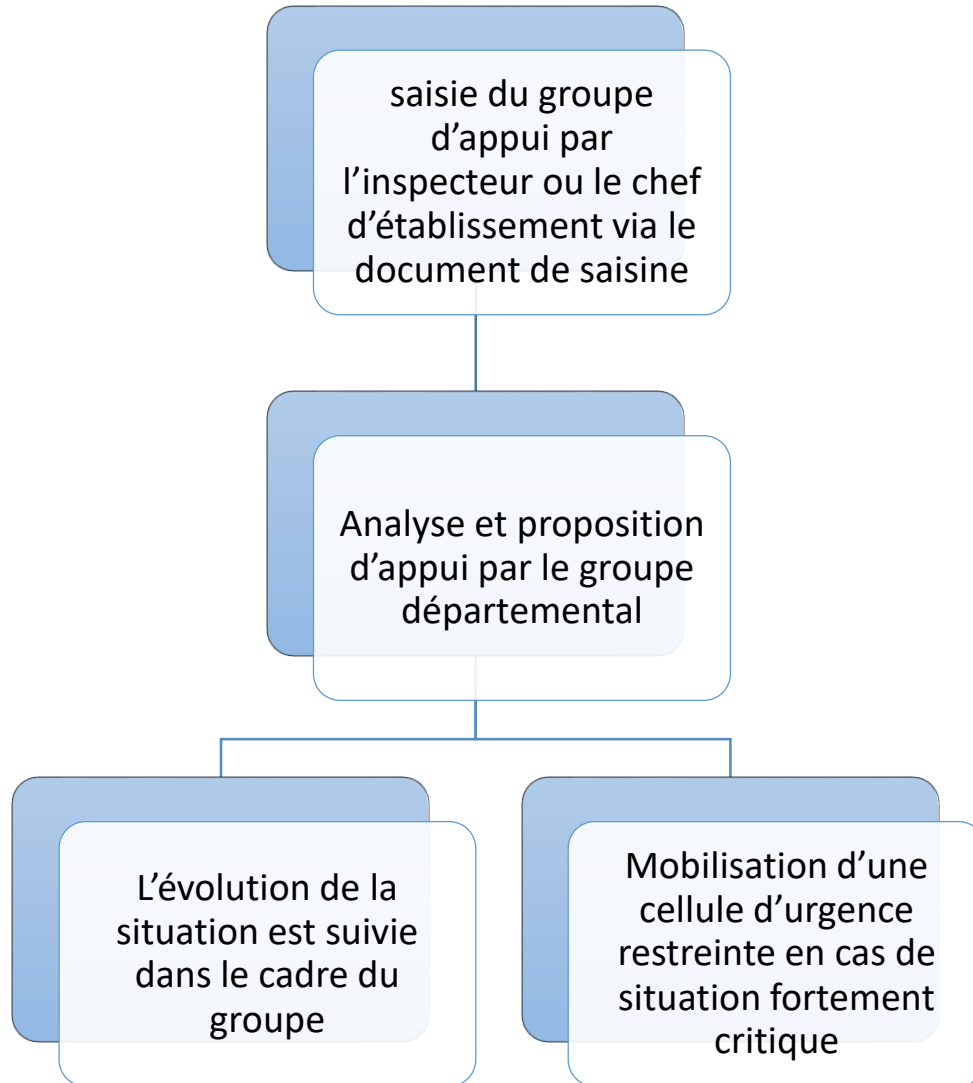 saisie du groupe
d’appui par
l’inspecteur ou le chef
d’établissement via le
document de saisine
Analyse et proposition
d’appui par le groupe
départemental
L’évolution de la
situation est suivie
dans le cadre du
groupe
Mobilisation d’une
cellule d’urgence
restreinte en cas de
situation fortement
critique